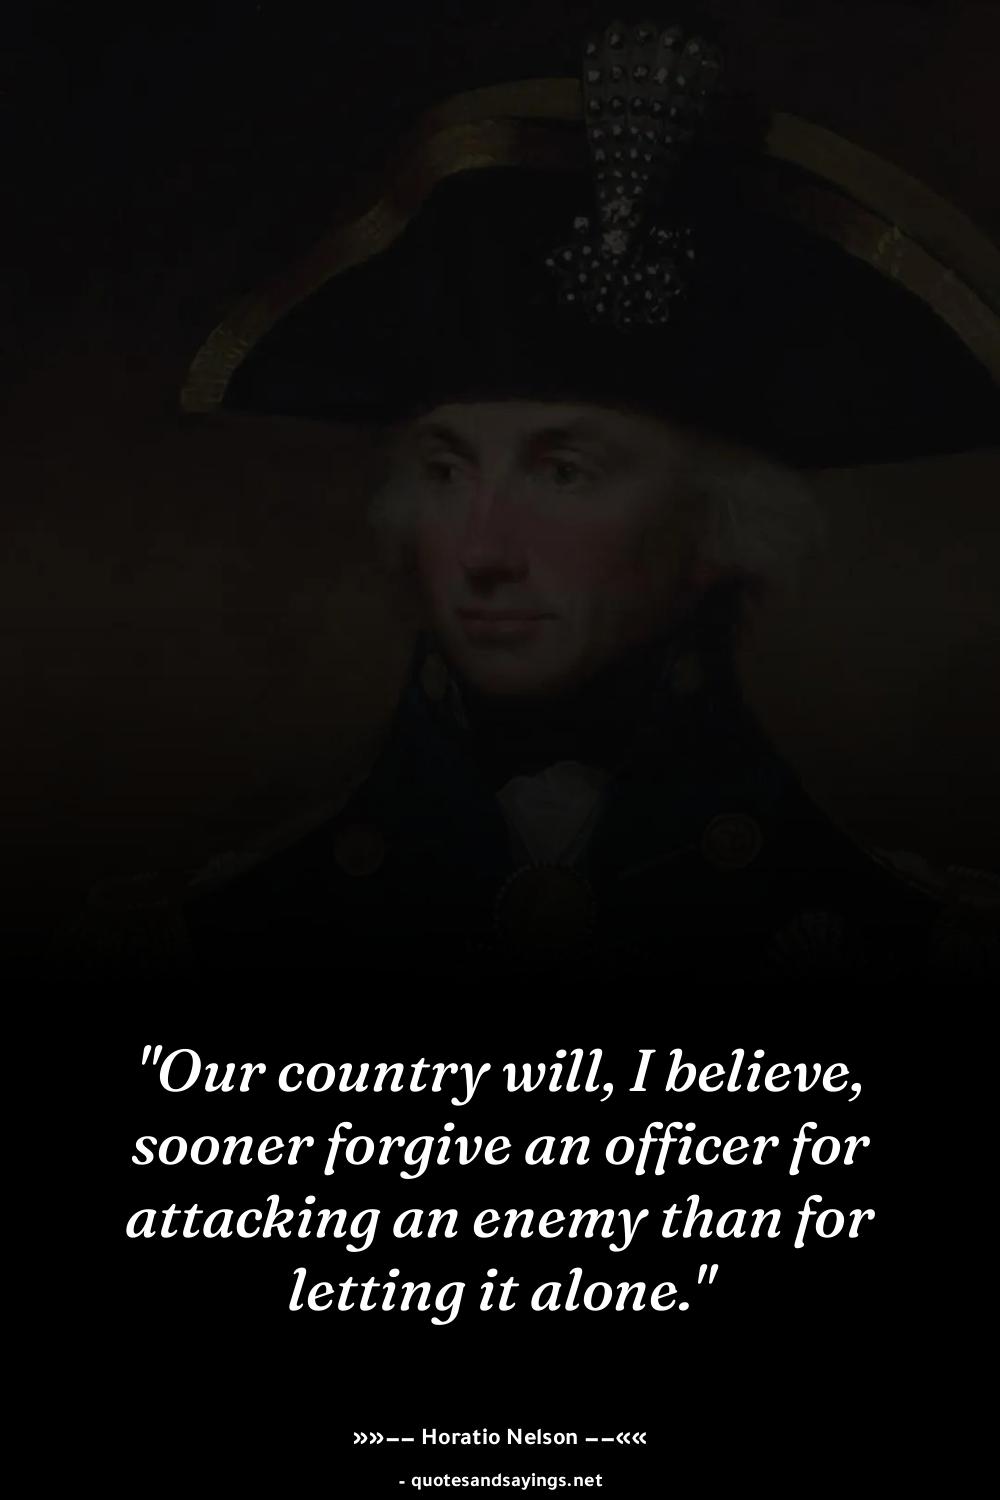 "Our country will, I believe,
sooner forgive an officer for
attacking an enemy than for
letting it alone."
»»−− Horatio Nelson −−««
- quotesandsayings.net